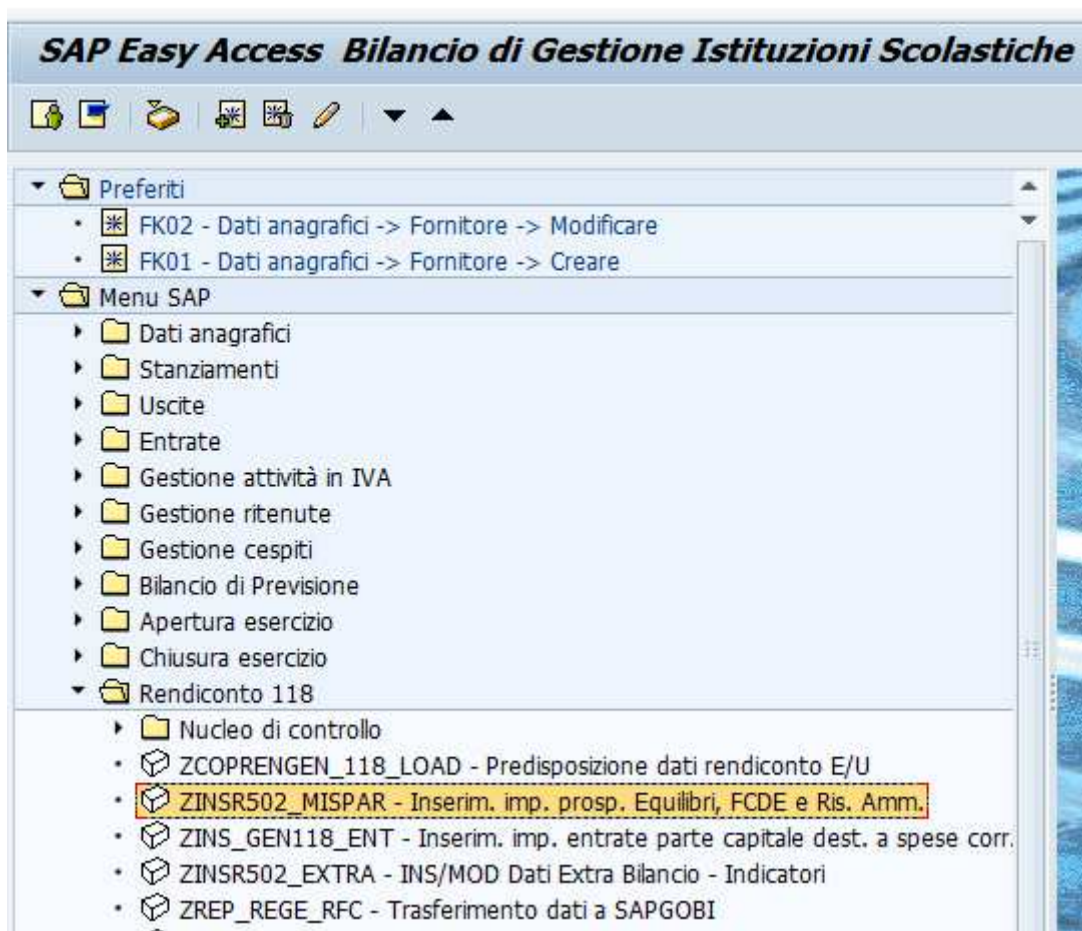 SAP Easy Access Bilancio di Gestione Istituzioni Scolastiche
Preferiti
FK02 - Dati anagrafici -> Fornitore -> Modificare
FK01 - Dati anagrafici -> Fornitore -> Creare
Menu SAP
Dati anagrafici
Stanziamenti
Uscite
Entrate
Gestione attività in IVA
Gestione ritenute
Gestione cespiti
Bilancio di Previsione
Apertura esercizio
Chiusura esercizio
Rendiconto 118
Nucleo di controllo
ZCOPRENGEN_118_LOAD - Predisposizione dati rendiconto E/U
ZINSR502_MISPAR - Inserim. imp. prosp. Equilibri, FCDE e Ris. Amm.
ZINS_GEN118_ENT - Inserim. imp. entrate parte capitale dest. a spese corr.
ZINSR502_EXTRA - INS/MOD Dati Extra Bilancio - Indicatori
ZREP_REGE_RFC - Trasferimento dati a SAPGOBI